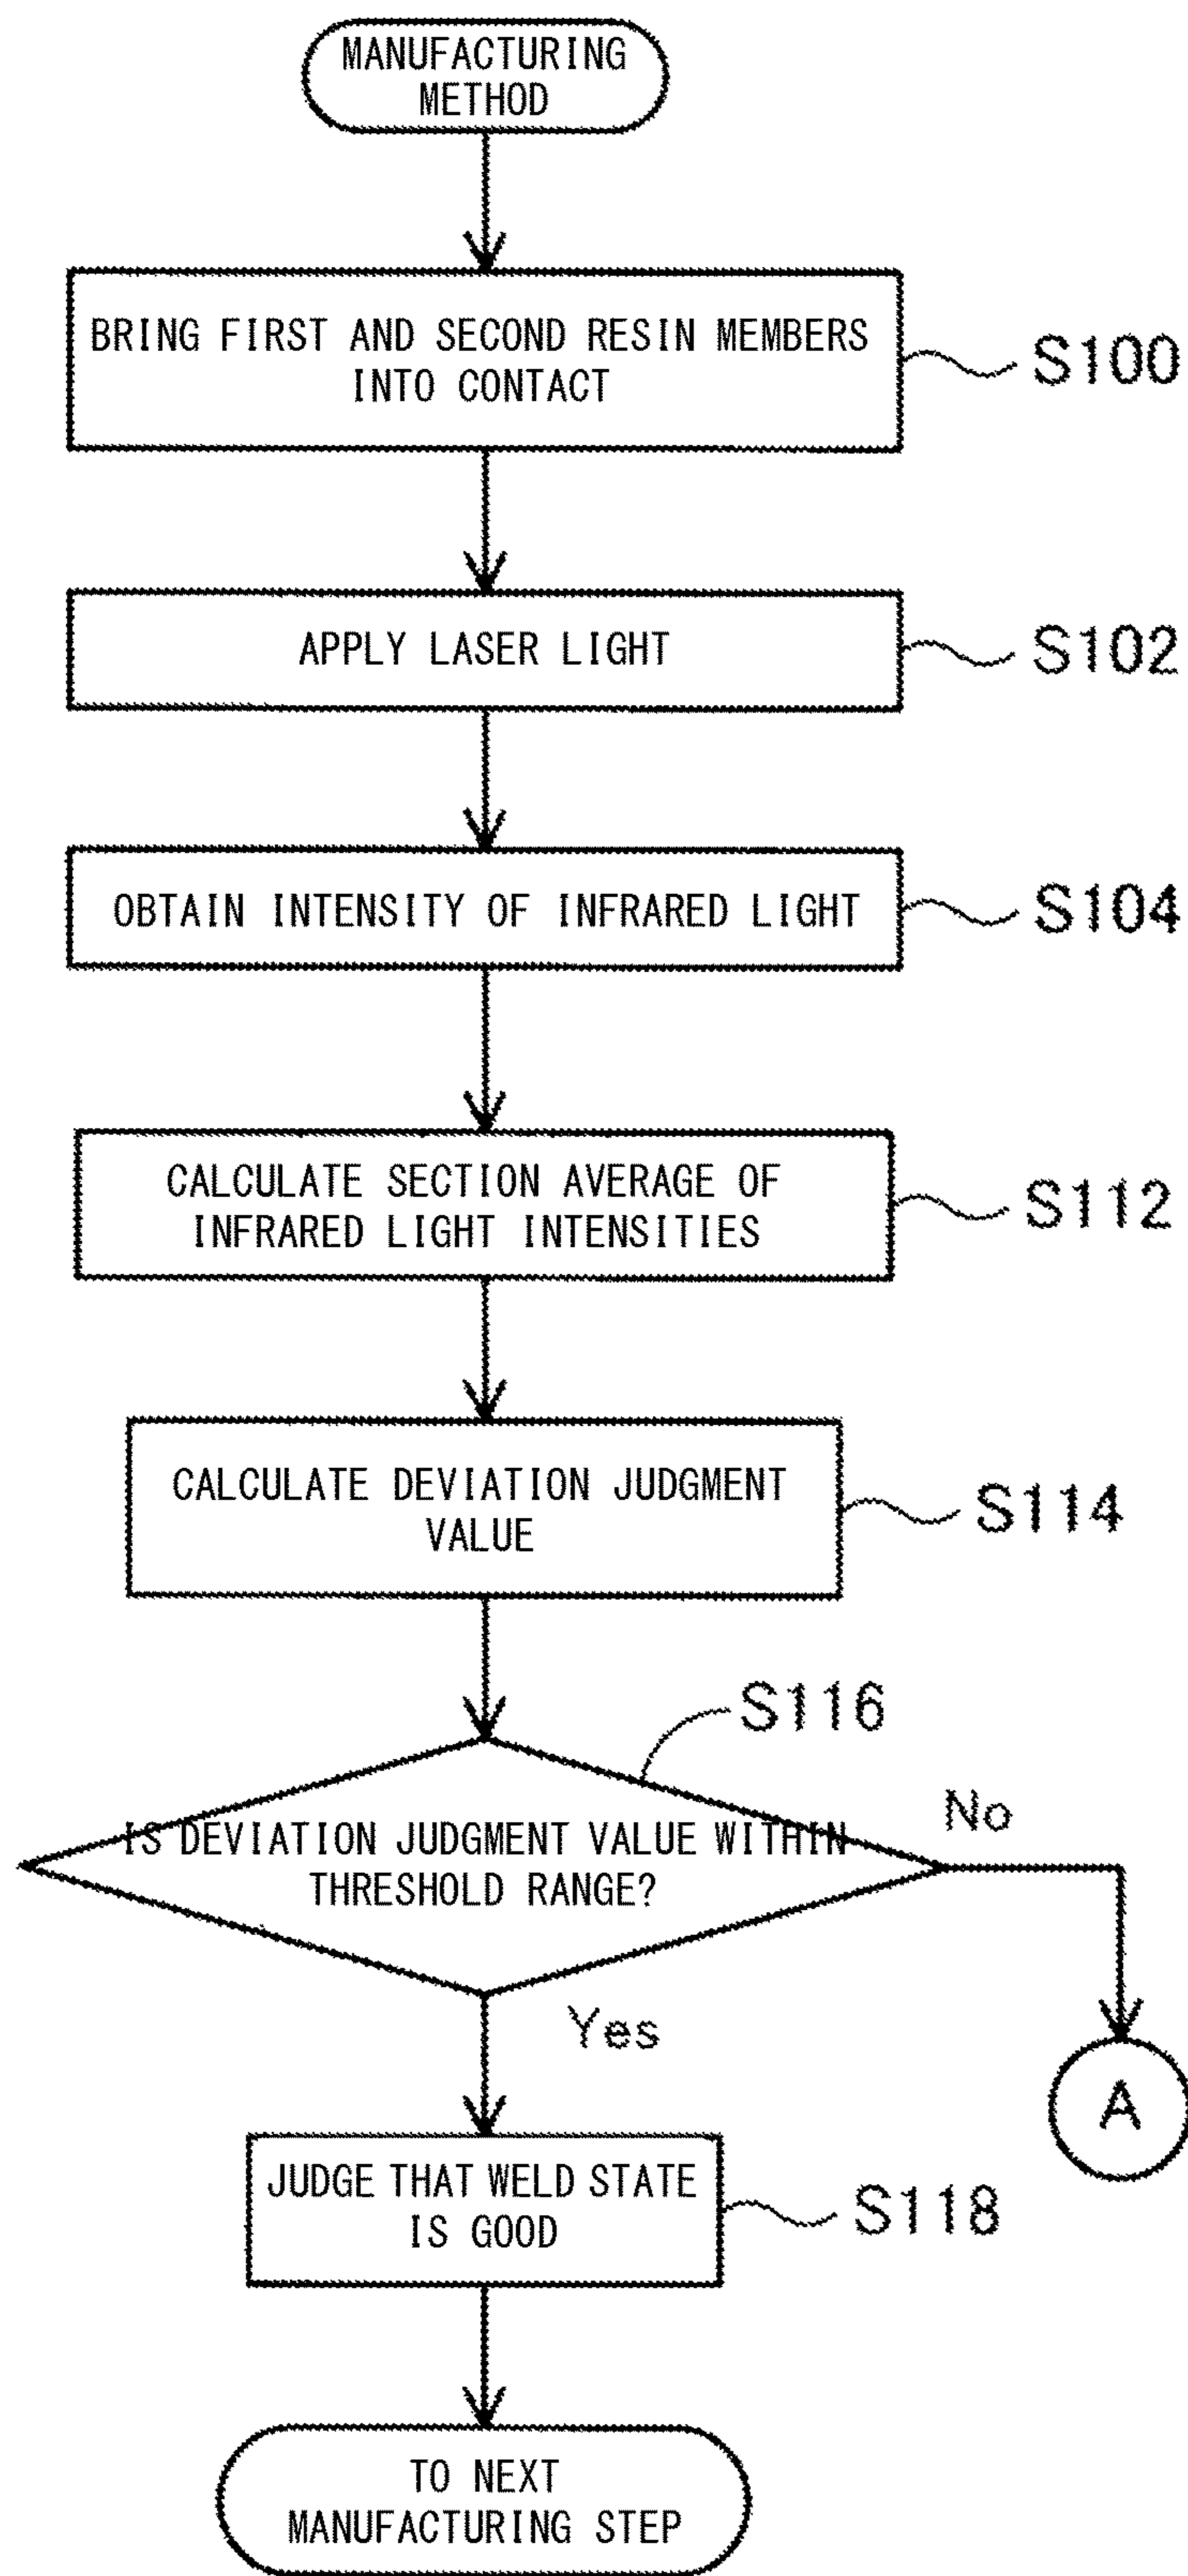 MANUFACTURING
METHOD
BRING FIRST AND SECOND RESIN MEMBERS
INTO CONTACT
S100
APPLY LASER LIGHT
S102
OBTAIN INTENSITY OF INFRARED LIGHT
S104
CALCULATE SECTION AVERAGE OF
INFRARED LIGHT INTENSITIES
S112
CALCULATE DEVIATION JUDGMENT
VALUE
S114
S116
IS DEVIATION JUDGMENT VALUE WITHIN
THRESHOLD RANGE?
No
Yes
A
JUDGE THAT WELD STATE
IS GOOD
S118
TO NEXT
MANUFACTURING STEP